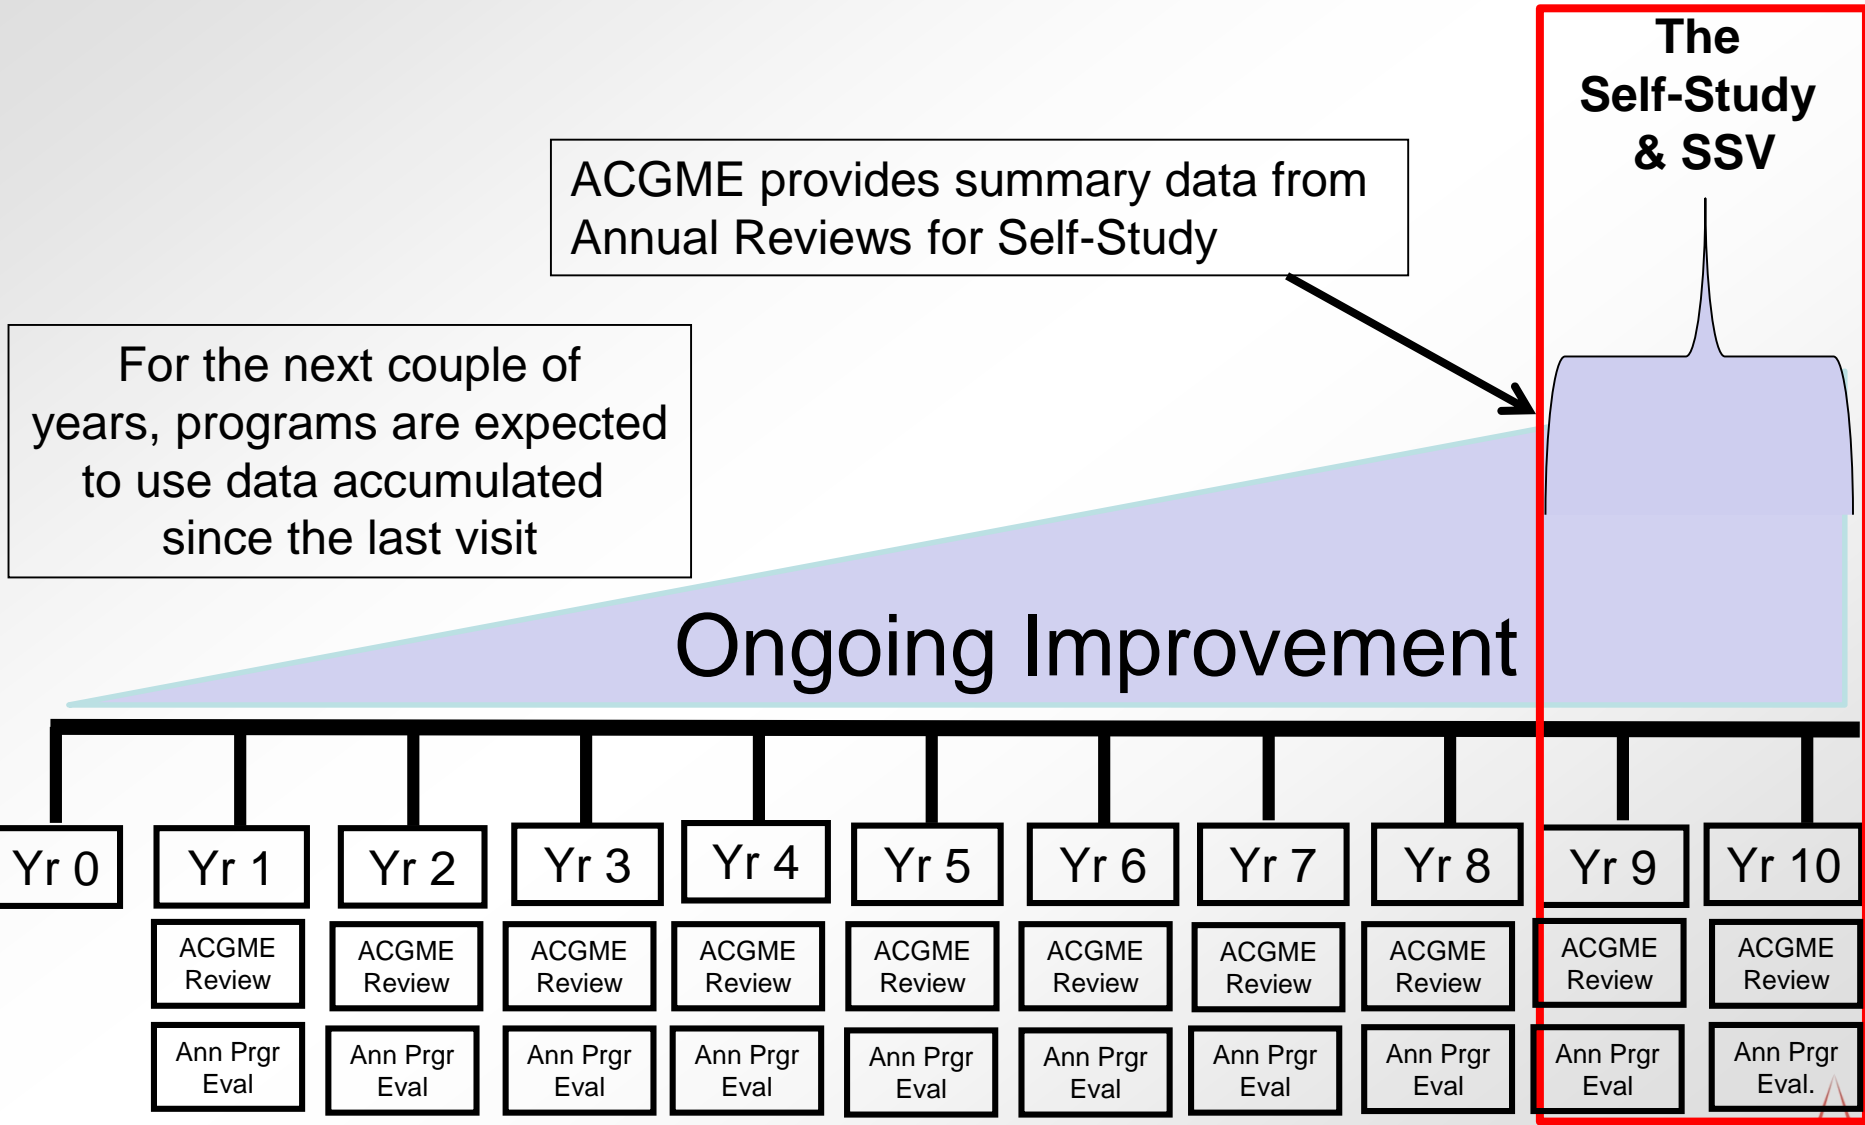 The
Self-Study
& SSV
ACGME provides summary data from
Annual Reviews for Self-Study
For the next couple of
years, programs are expected
to use data accumulated
since the last visit
Ongoing Improvement
Yr 0
Yr 1
Yr 2
Yr 3
Yr 4
Yr 5
Yr 6
Yr 7
Yr 8
Yr 9
Yr 10
ACGME
Review
ACGME
Review
ACGME
Review
ACGME
Review
ACGME
Review
ACGME
Review
ACGME
Review
ACGME
Review
ACGME
Review
ACGME
Review
Ann Prgr
Eval
Ann Prgr
Eval
Ann Prgr
Eval
Ann Prgr
Eval
Ann Prgr
Eval
Ann Prgr
Eval
Ann Prgr
Eval
Ann Prgr
Eval
Ann Prgr
Eval
Ann Prgr
Eval.